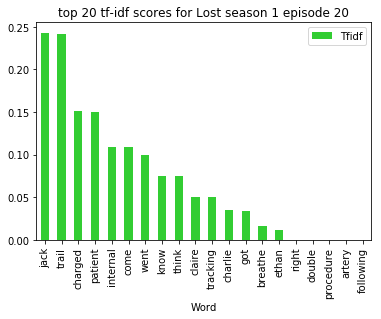 top 20 tf-idf scores for Lost season 1 episode 20
Tfidf
0.25
0.20
0.15
0.10
0.05
0.00
jack
trail
charged
patient
internal
come
went
know
think
claire
tracking
charlie
got
breathe
ethan
right
double
procedure
artery
following
Word